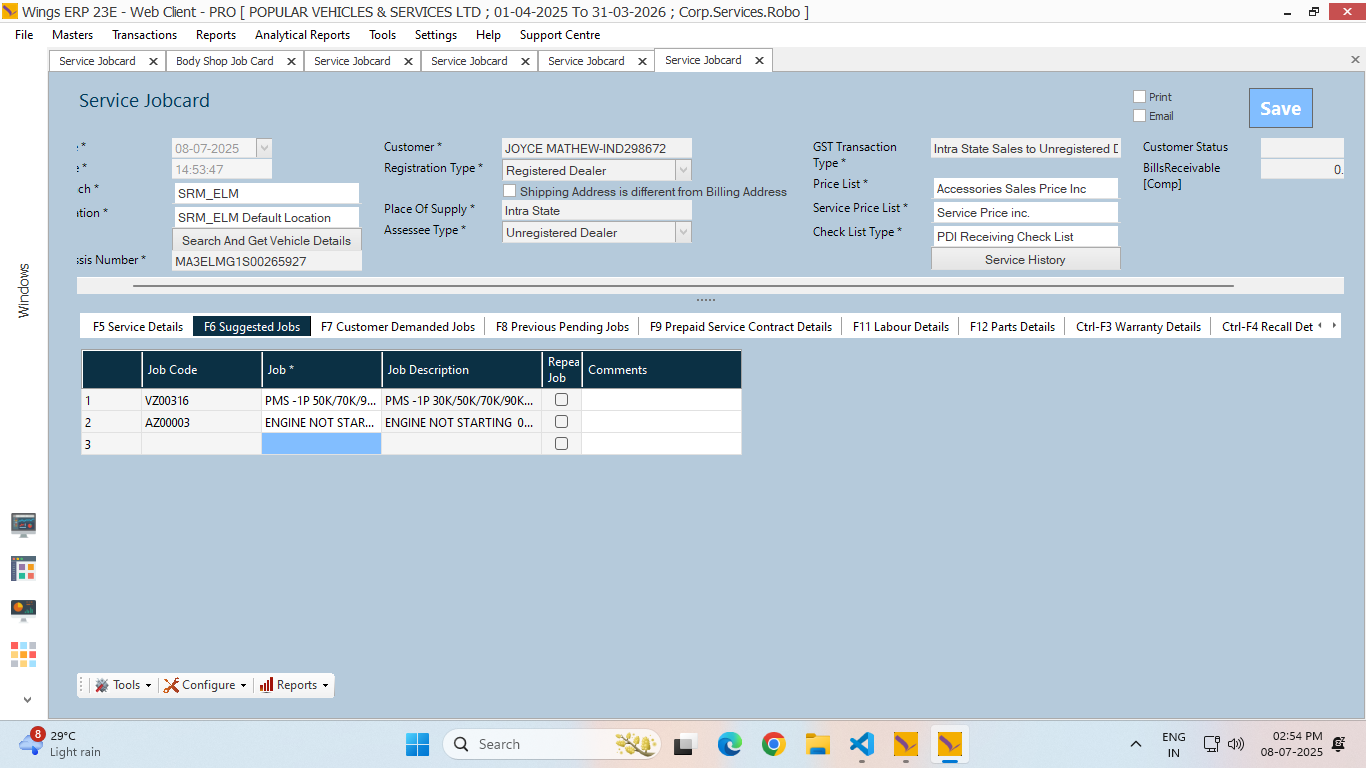 Wings ERP 23E - Web Client - PRO [ POPULAR VEHICLES & SERVICES LTD ; 01-04-2025 To 31-03-2026 ; Corp.Services.Robo ]
File Masters Transactions Reports Analytical Reports Tools Settings Help Support Centre
Service Jobcard Body Shop Job Card Service Jobcard Service Jobcard Service Jobcard Service Jobcard
Service Jobcard
Print
Email
Save
* 08-07-2025
* 14:53:47
ch * SRM_ELM
ation * SRM_ELM Default Location
Search And Get Vehicle Details
ssis Number * MA3ELMG1S00265927
Customer * JOYCE MATHEW-IND298672
Registration Type * Registered Dealer
Shipping Address is different from Billing Address
Place Of Supply * Intra State
Assessee Type * Unregistered Dealer
GST Transaction
Type * Intra State Sales to Unregistered D
Price List * Accessories Sales Price Inc
Service Price List * Service Price inc.
Check List Type * PDI Receiving Check List
Service History
Customer Status
BillsReceivable 0.
[Comp]
Windows
F5 Service Details F6 Suggested Jobs F7 Customer Demanded Jobs F8 Previous Pending Jobs F9 Prepaid Service Contract Details F11 Labour Details F12 Parts Details Ctrl-F3 Warranty Details Ctrl-F4 Recall Det
Job Code Job * Job Description Repea Job Comments
1 VZ00316 PMS -1P 50K/70K/9... PMS -1P 30K/50K/70K/90K...
2 AZ00003 ENGINE NOT STAR... ENGINE NOT STARTING 0...
3
Tools Configure Reports
8
29°C
Light rain
Search
ENG
IN
02:54 PM
08-07-2025